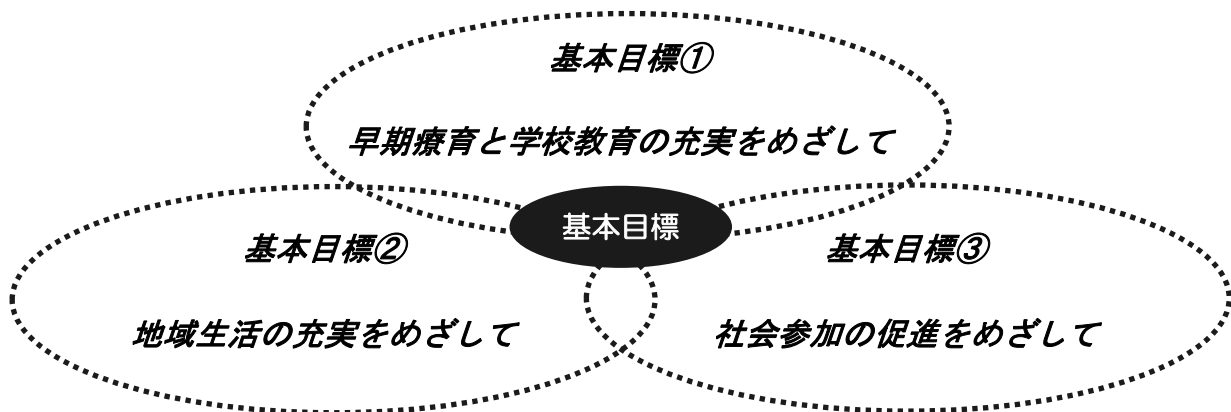 基本目標①
早期療育と学校教育の充実をめざして
基本目標
基本目標②
地域生活の充実をめざして
基本目標③
社会参加の促進をめざして